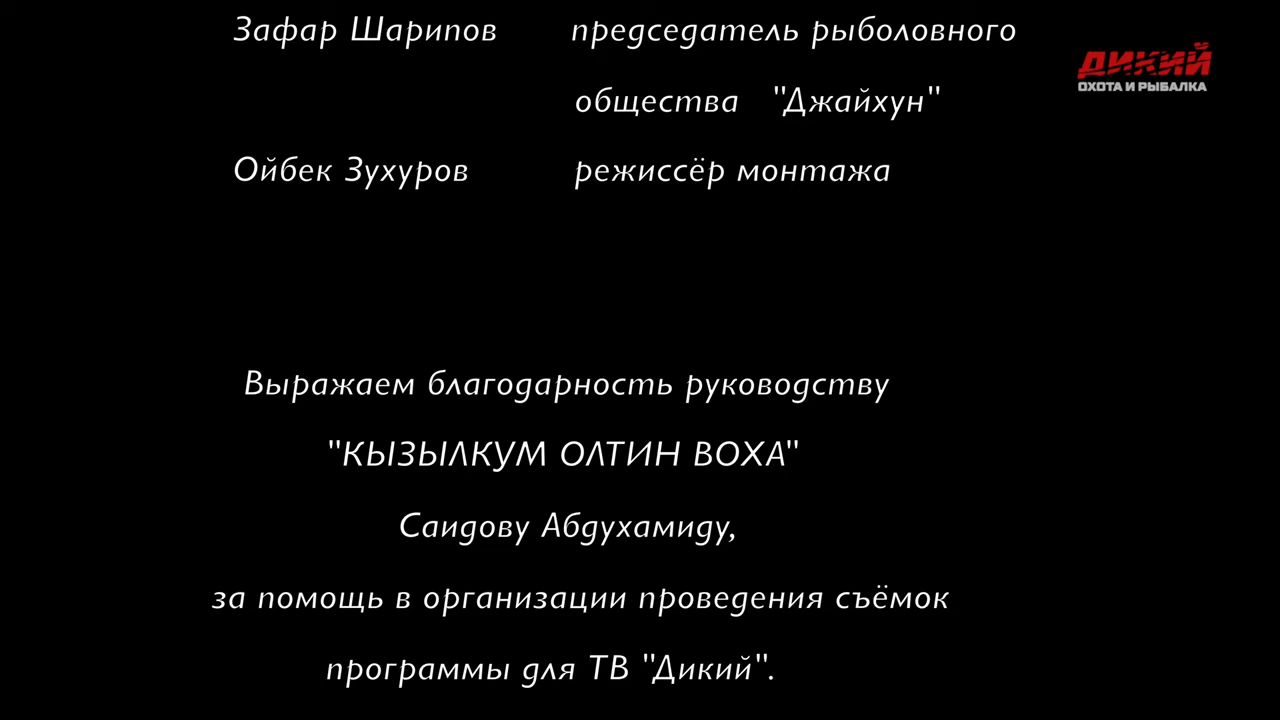 Зафар Шарипов председатель рыболовного
общества "Джайхун"
Ойбек Зухуров режиссёр монтажа
ДИКИЙ
ОХОТА И РЫБАЛКА
Выражаем благодарность руководству
"КЫЗЫЛКУМ ОЛТИН ВОХА"
Саидову Абдухамиду,
за помощь в организации проведения съёмок
программы для ТВ "Дикий".